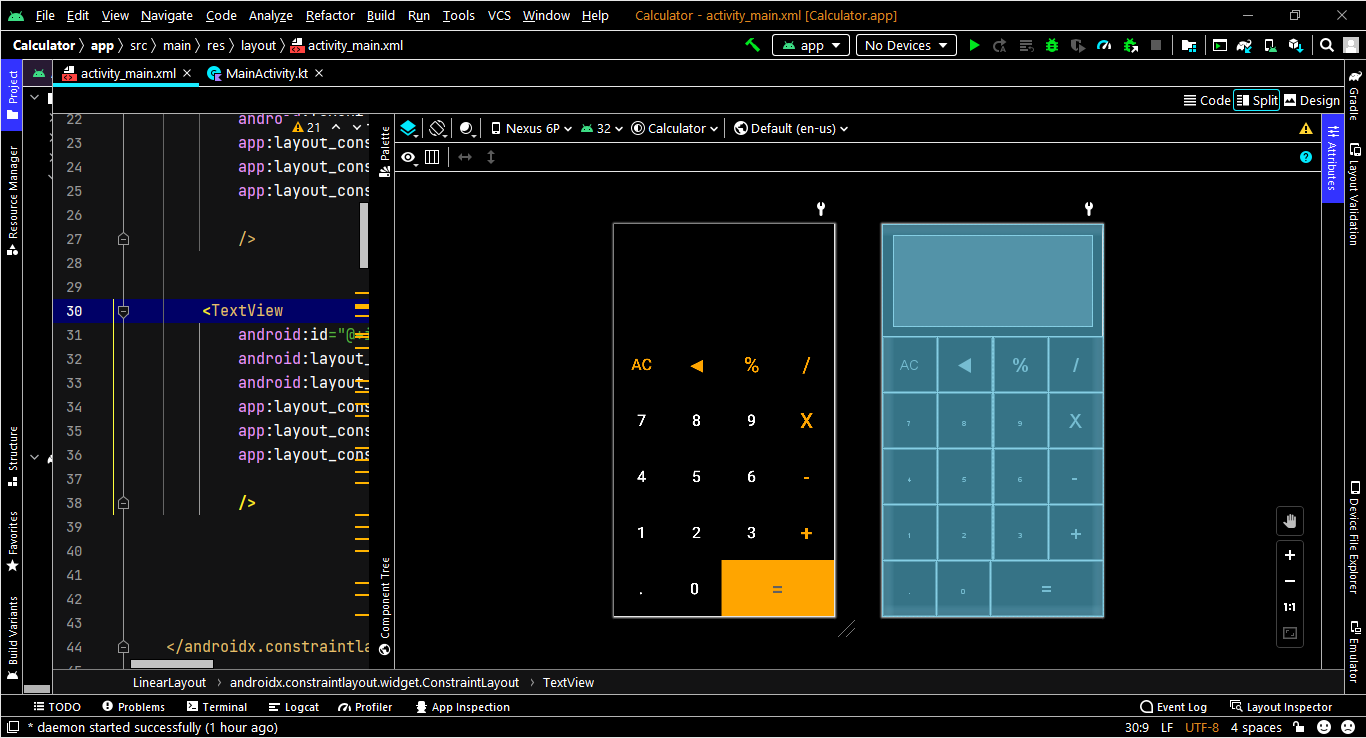 File Edit View Navigate Code Analyze Refactor Build Run Tools VCS Window Help Calculator - activity_main.xml [Calculator.app]
Calculator app src main res layout activity_main.xml app No Devices
Project
Resource Manager
Structure
Favorites
Build Variants
activity_main.xml MainActivity.kt
Code Split Design
21
22
23 app:layout_cons
24 app:layout_cons
25 app:layout_cons
26
27 />
28
29
30 <TextView
31 android:id="@+i
32 android:layout_
33 android:layout_
34 app:layout_cons
35 app:layout_cons
36 app:layout_cons
37
38 />
39
40
41
42
43
44 </androidx.constraintla
Palette
Component Tree
Nexus 6P 32 Calculator Default (en-us)
AC ◀ % /
7 8 9 X
4 5 6 -
1 2 3 +
. 0 =
AC ◀ % /
7 8 9 X
4 5 6 -
1 2 3 +
. 0 =
1:1
Attributes
Gradle
Layout Validation
Device File Explorer
Emulator
LinearLayout androidx.constraintlayout.widget.ConstraintLayout TextView
TODO Problems Terminal Logcat Profiler App Inspection Event Log Layout Inspector
* daemon started successfully (1 hour ago) 30:9 LF UTF-8 4 spaces